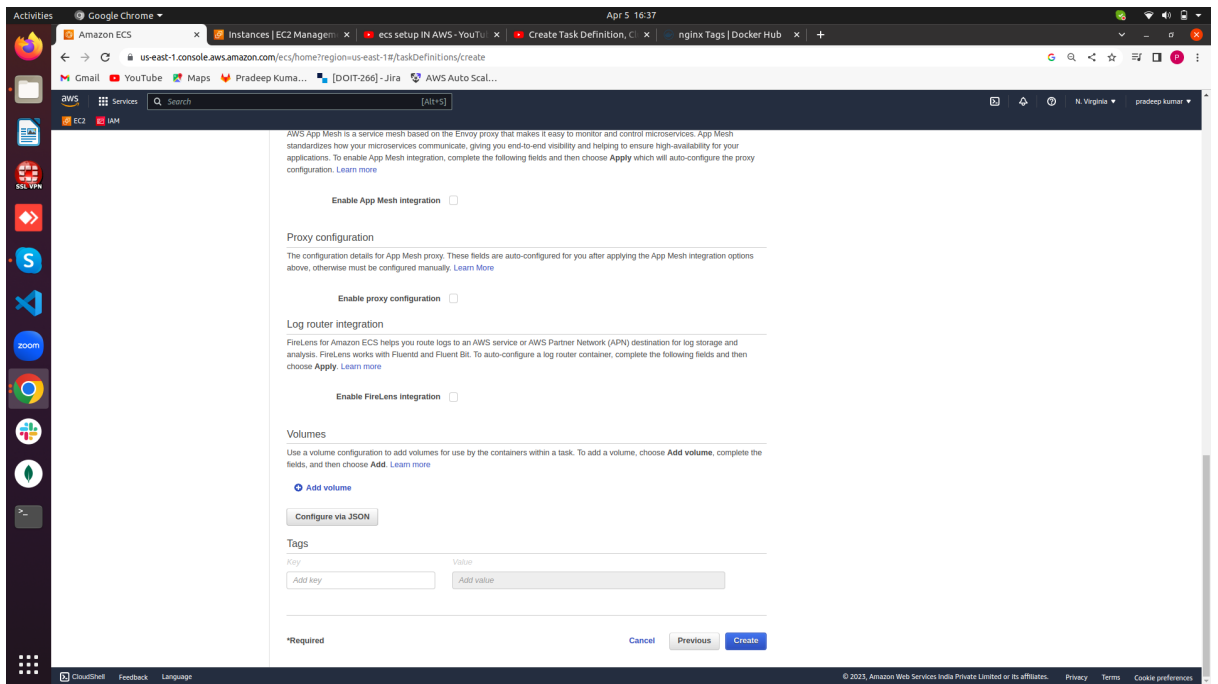 Activities
Google Chrome
Apr 5 16:37
Amazon ECS
Instances | EC2 Managem
ecs setup IN AWS - YouTu
Create Task Definition, C
nginx Tags | Docker Hub
us-east-1.console.aws.amazon.com/ecs/home?region=us-east-1#/taskDefinitions/create
Gmail
YouTube
Maps
Pradeep Kuma...
[DOIT-266] - Jira
AWS Auto Scal...
aws
Services
Search
[Alt+S]
N. Virginia
pradeep kumar
EC2
IAM
AWS App Mesh is a service mesh based on the Envoy proxy that makes it easy to monitor and control microservices. App Mesh
standardizes how your microservices communicate, giving you end-to-end visibility and helping to ensure high-availability for your
applications. To enable App Mesh integration, complete the following fields and then choose Apply which will auto-configure the proxy
configuration. Learn more
Enable App Mesh integration
Proxy configuration
The configuration details for App Mesh proxy. These fields are auto-configured for you after applying the App Mesh integration options
above, otherwise must be configured manually. Learn More
Enable proxy configuration
Log router integration
FireLens for Amazon ECS helps you route logs to an AWS service or AWS Partner Network (APN) destination for log storage and
analysis. FireLens works with Fluentd and Fluent Bit. To auto-configure a log router container, complete the following fields and then
choose Apply. Learn more
Enable FireLens integration
Volumes
Use a volume configuration to add volumes for use by the containers within a task. To add a volume, choose Add volume, complete the
fields, and then choose Add. Learn more
Add volume
Configure via JSON
Tags
Key
Value
Add key
Add value
*Required
Cancel
Previous
Create
SSL VPN
zoom
CloudShell
Feedback
Language
© 2023, Amazon Web Services India Private Limited or its affiliates.
Privacy
Terms
Cookie preferences